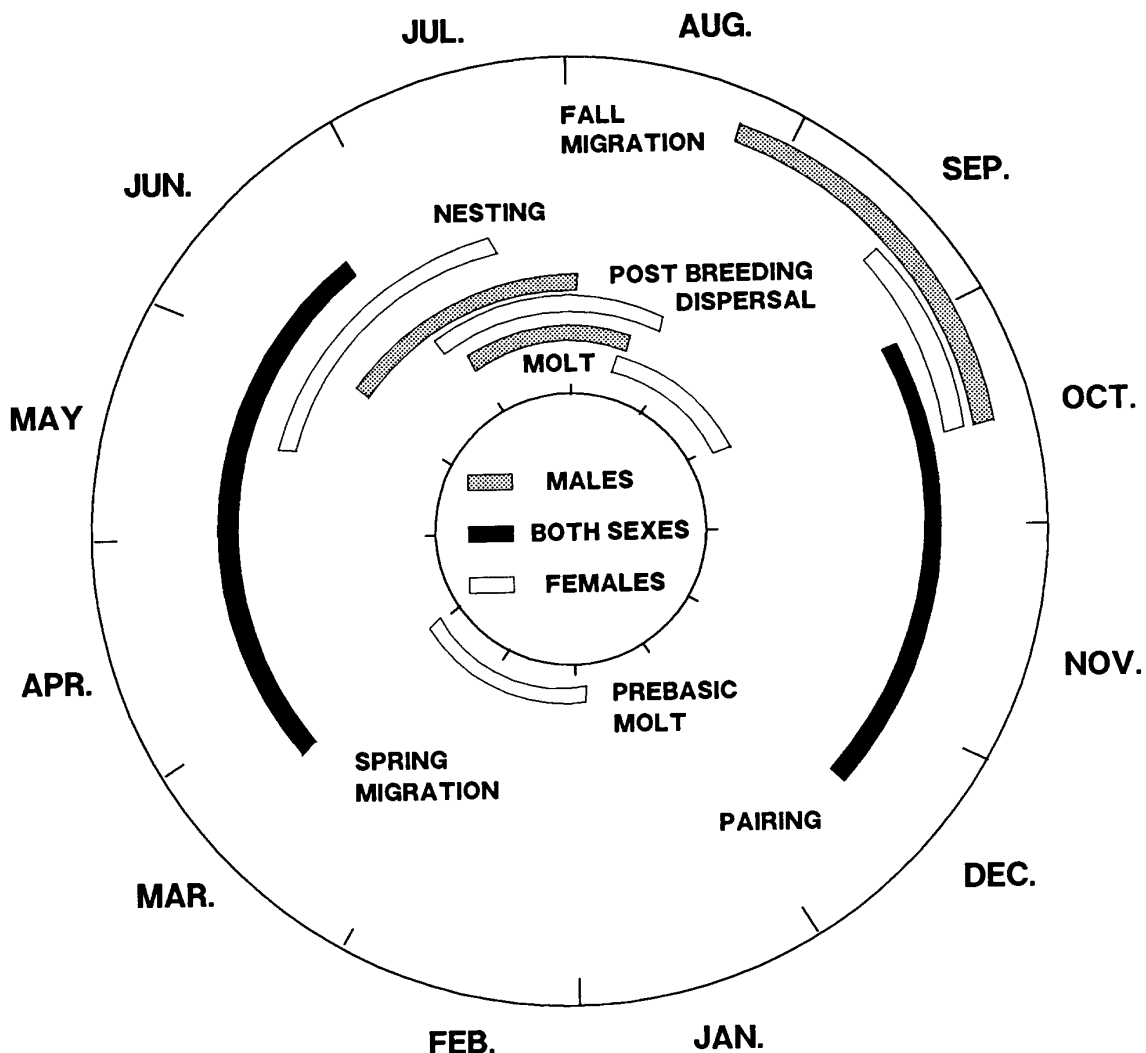 JUL.
AUG.
FALL
MIGRATION
JUN.
SEP.
NESTING
POST BREEDING
DISPERSAL
MOLT
MAY
OCT.
MALES
BOTH SEXES
FEMALES
APR.
NOV.
PREBASIC
MOLT
SPRING
MIGRATION
PAIRING
MAR.
DEC.
FEB.
JAN.